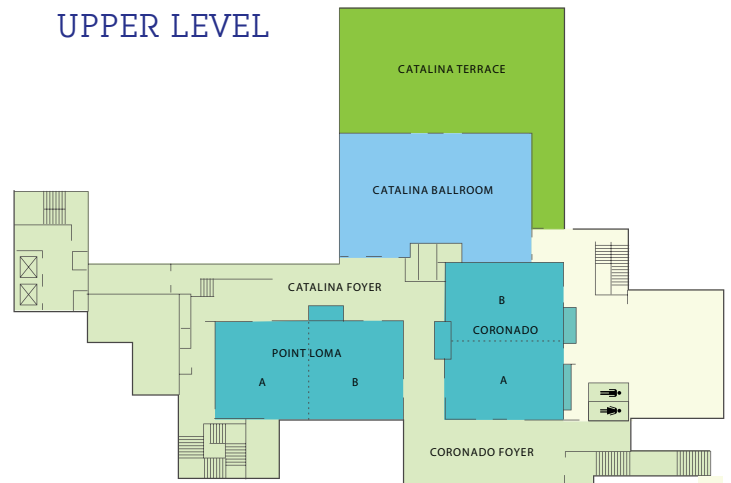 UPPER LEVEL
CATALINA TERRACE
CATALINA BALLROOM
CATALINA FOYER
B
CORONADO
POINT LOMA
A
B
A
CORONADO FOYER